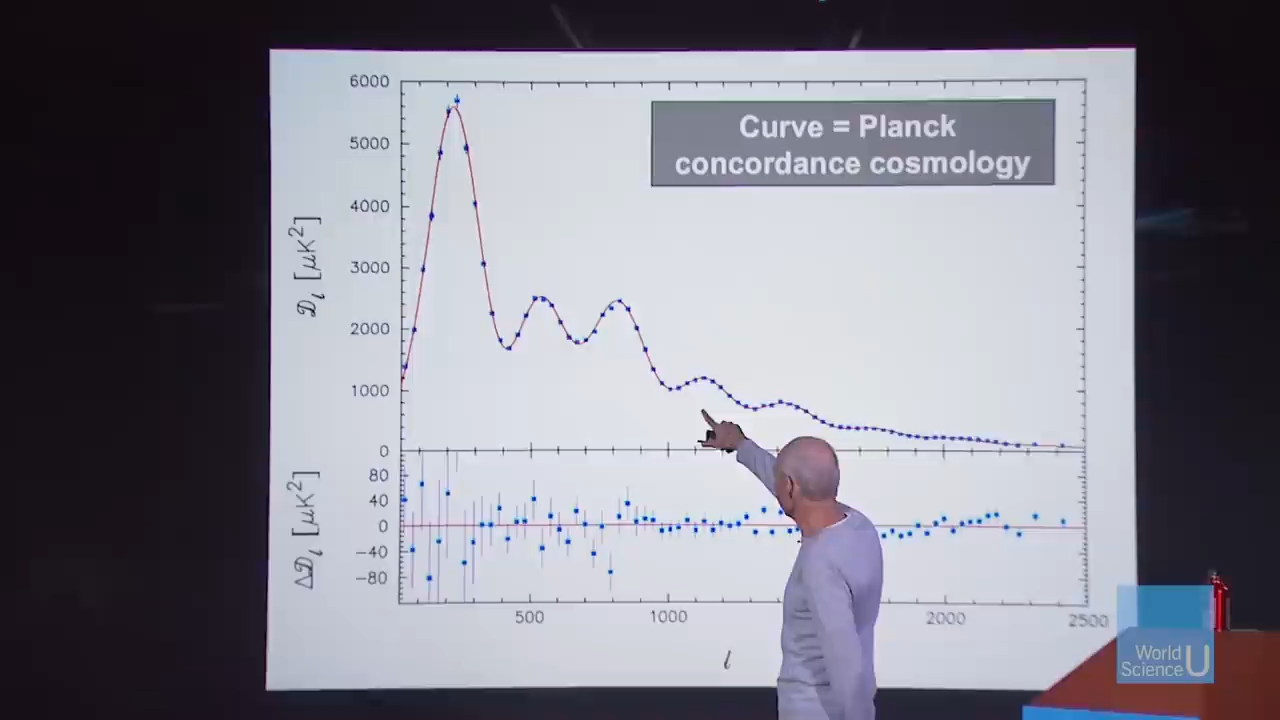 Curve = Planck
concordance cosmology
6000
5000
4000
3000
2000
1000
0
𝒟ℓ [μK²]
80
40
0
−40
−80
Δ𝒟ℓ [μK²]
500
1000
2000
2500
ℓ
World
Science U